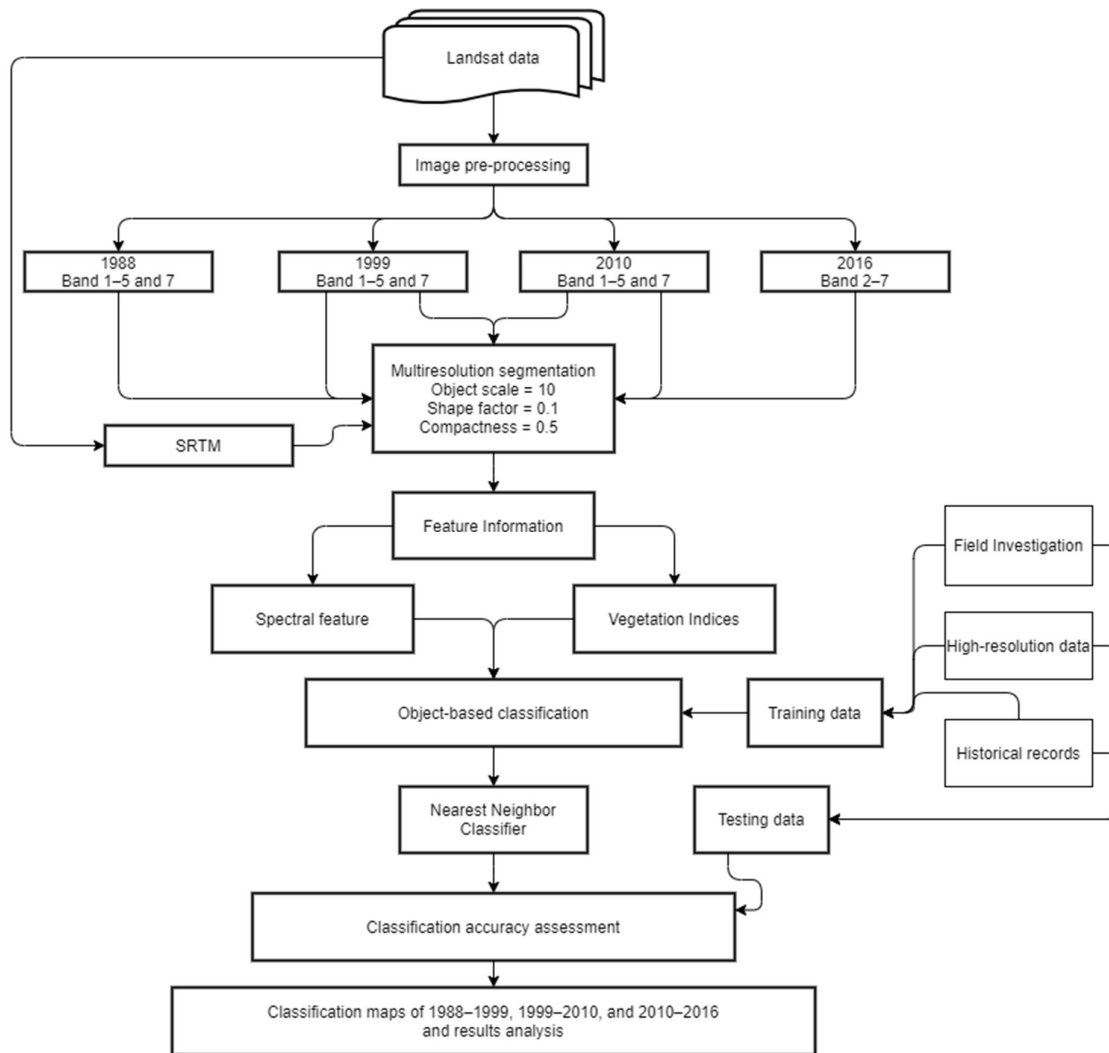 Landsat data
Image pre-processing
1988
Band 1–5 and 7
1999
Band 1–5 and 7
2010
Band 1–5 and 7
2016
Band 2–7
Multiresolution segmentation
Object scale = 10
Shape factor = 0.1
Compactness = 0.5
SRTM
Feature Information
Field Investigation
Spectral feature
Vegetation Indices
High-resolution data
Object-based classification
Training data
Historical records
Nearest Neighbor
Classifier
Testing data
Classification accuracy assessment
Classification maps of 1988–1999, 1999–2010, and 2010–2016
and results analysis